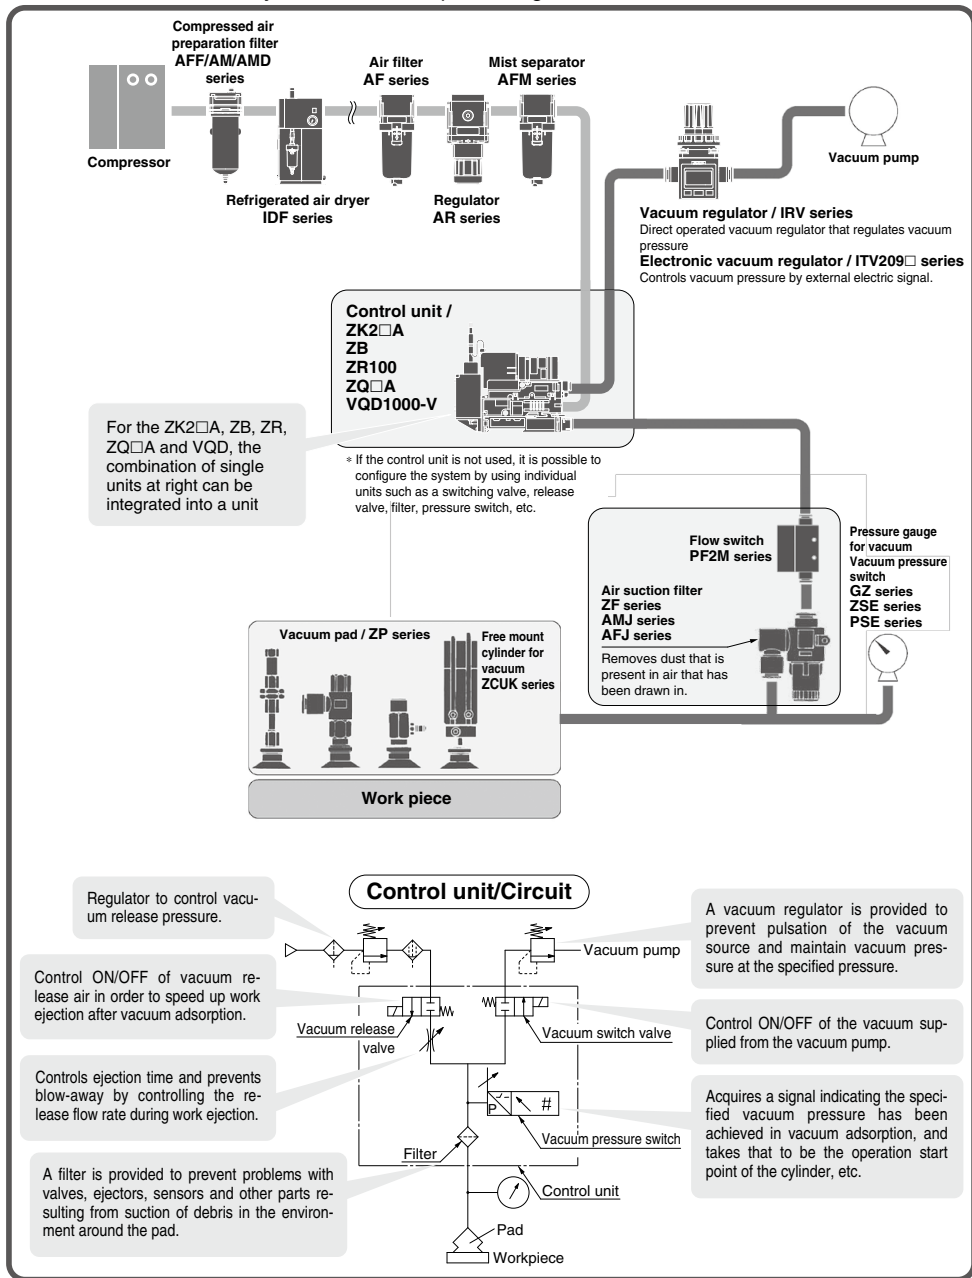 Compressed air
preparation filter
AFF/AM/AMD
series
Air filter
AF series
Mist separator
AFM series
Compressor
Vacuum pump
Refrigerated air dryer
IDF series
Regulator
AR series
Vacuum regulator / IRV series
Direct operated vacuum regulator that regulates vacuum
pressure
Electronic vacuum regulator / ITV209□ series
Controls vacuum pressure by external electric signal.
Control unit /
ZK2□A
ZB
ZR100
ZQ□A
VQD1000-V
For the ZK2□A, ZB, ZR,
ZQ□A and VQD, the
combination of single
units at right can be
integrated into a unit
* If the control unit is not used, it is possible to
configure the system by using individual
units such as a switching valve, release
valve, filter, pressure switch, etc.
Flow switch
PF2M series
Pressure gauge
for vacuum
Vacuum pressure
switch
GZ series
ZSE series
PSE series
Air suction filter
ZF series
AMJ series
AFJ series
Removes dust that is
present in air that has
been drawn in.
Vacuum pad / ZP series
Free mount
cylinder for
vacuum
ZCUK series
Work piece
Control unit/Circuit
Regulator to control vacu-
um release pressure.
A vacuum regulator is provided to
prevent pulsation of the vacuum
source and maintain vacuum pres-
sure at the specified pressure.
Vacuum pump
Control ON/OFF of vacuum re-
lease air in order to speed up work
ejection after vacuum adsorption.
Vacuum release
valve
Vacuum switch valve
Control ON/OFF of the vacuum sup-
plied from the vacuum pump.
Controls ejection time and prevents
blow-away by controlling the re-
lease flow rate during work ejection.
P
#
Acquires a signal indicating the speci-
fied vacuum pressure has been
achieved in vacuum adsorption, and
takes that to be the operation start
point of the cylinder, etc.
Vacuum pressure switch
Filter
A filter is provided to prevent problems with
valves, ejectors, sensors and other parts re-
sulting from suction of debris in the environ-
ment around the pad.
Control unit
Pad
Workpiece